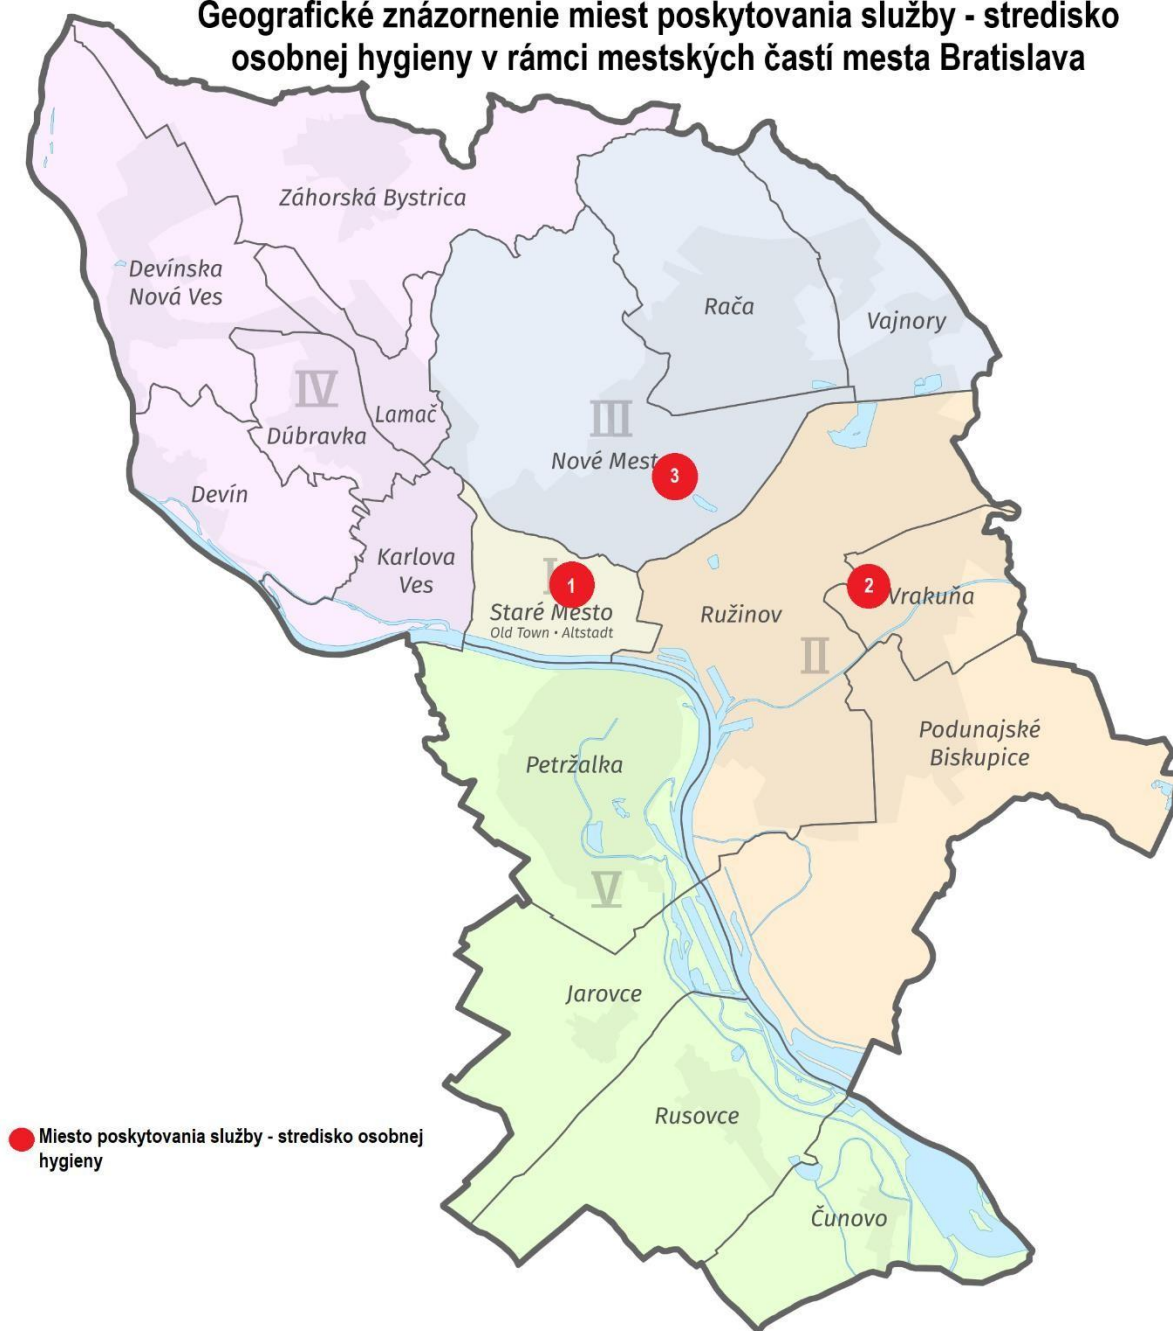 Geografické znázornenie miest poskytovania služby - stredisko
osobnej hygieny v rámci mestských častí mesta Bratislava
Záhorská Bystrica
Devínska
Nová Ves
Rača
Vajnory
IV
Lamač
Dúbravka
III
Nové Mest
3
Devín
Karlova
Ves
I
1
Staré Mesto
Old Town • Altstadt
2
Vrakuňa
Ružinov
II
Podunajské
Biskupice
Petržalka
V
Jarovce
Rusovce
Miesto poskytovania služby - stredisko osobnej
hygieny
Čunovo